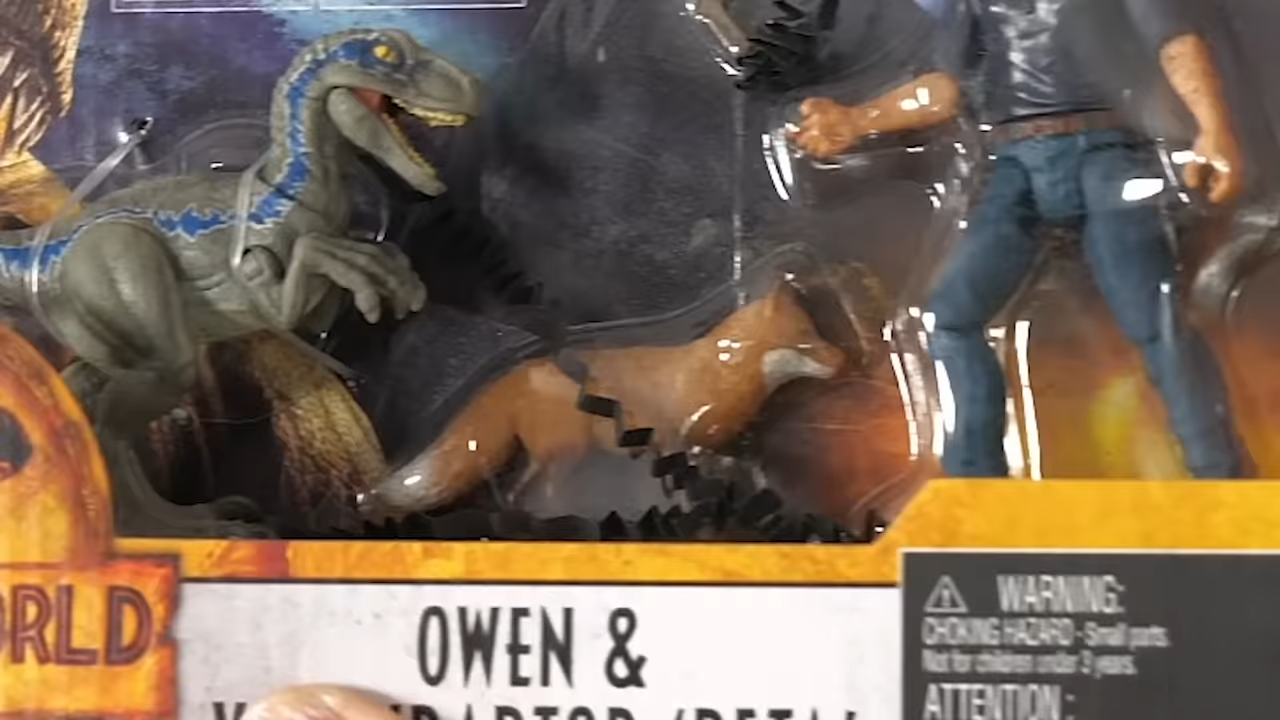 ORLD
OWEN &
WARNING:
CHOKING HAZARD - Small parts.
Not for children under 3 years.
ATTENTION :